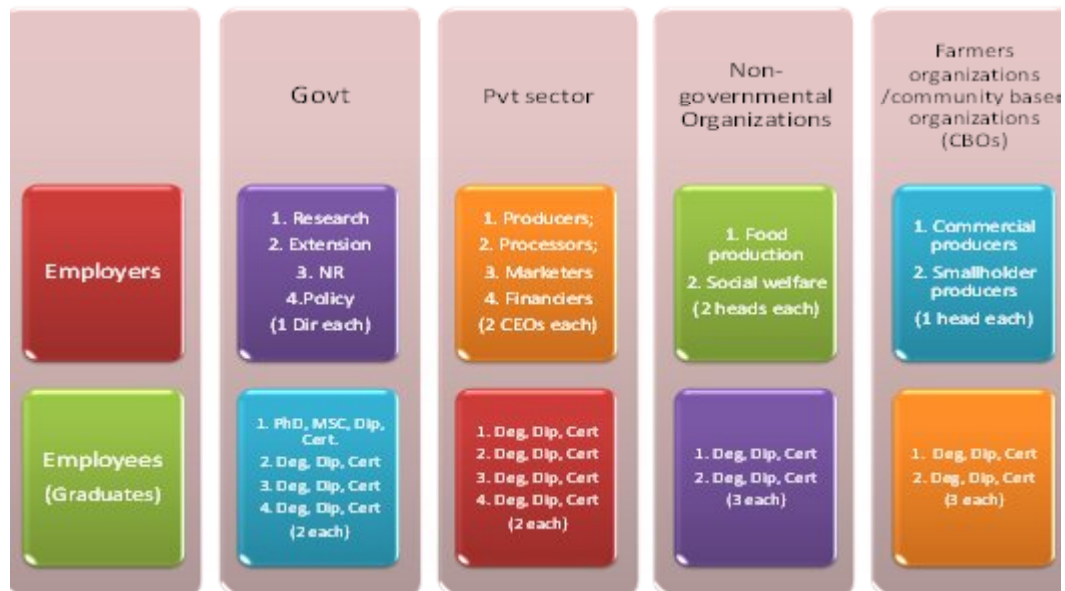 Govt
Pvt sector
Non-
governmental
Organizations
Farmers
organizations
/community based
organizations
(CBOs)
Employers
1. Research
2. Extension
3. NR
4.Policy
(1 Dir each)
1. Producers;
2. Processors;
3. Marketers
4. Financiers
(2 CEOs each)
1. Food
production
2. Social welfare
(2 heads each)
1. Commercial
producers
2. Smallholder
producers
(1 head each)
Employees
(Graduates)
1. PhD, MSC, Dip,
Cert.
2. Deg, Dip, Cert
3. Deg, Dip, Cert
4. Deg, Dip, Cert
(2 each)
1. Deg, Dip, Cert
2. Deg, Dip, Cert
3. Deg, Dip, Cert
4. Deg, Dip, Cert
(2 each)
1. Deg, Dip, Cert
2. Deg, Dip, Cert
(3 each)
1. Deg, Dip, Cert
2. Deg, Dip, Cert
(3 each)